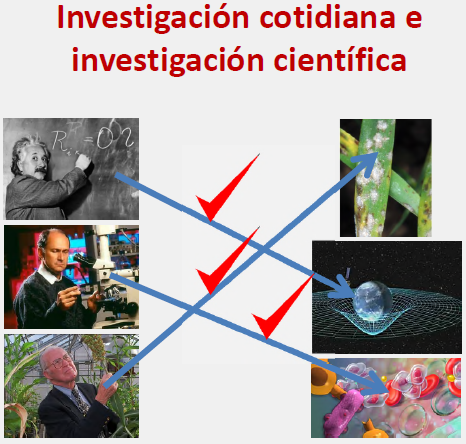 Investigación cotidiana e
investigación científica